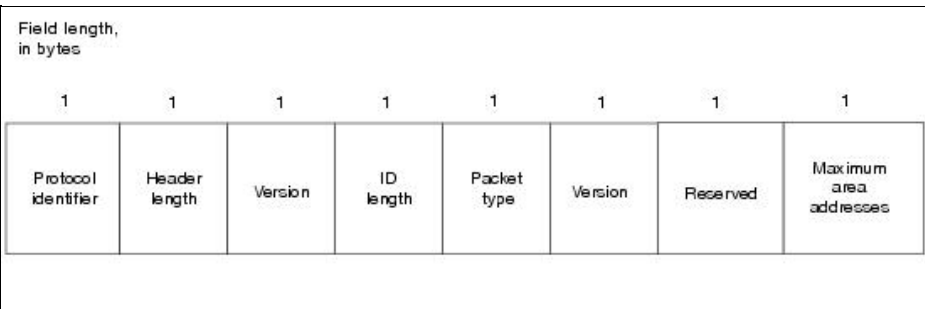 Field length,
in bytes
1 1 1 1 1 1 1 1
Protocol
identifier
Header
length
Version
ID
length
Packet
type
Version
Reserved
Maximum
area
addresses